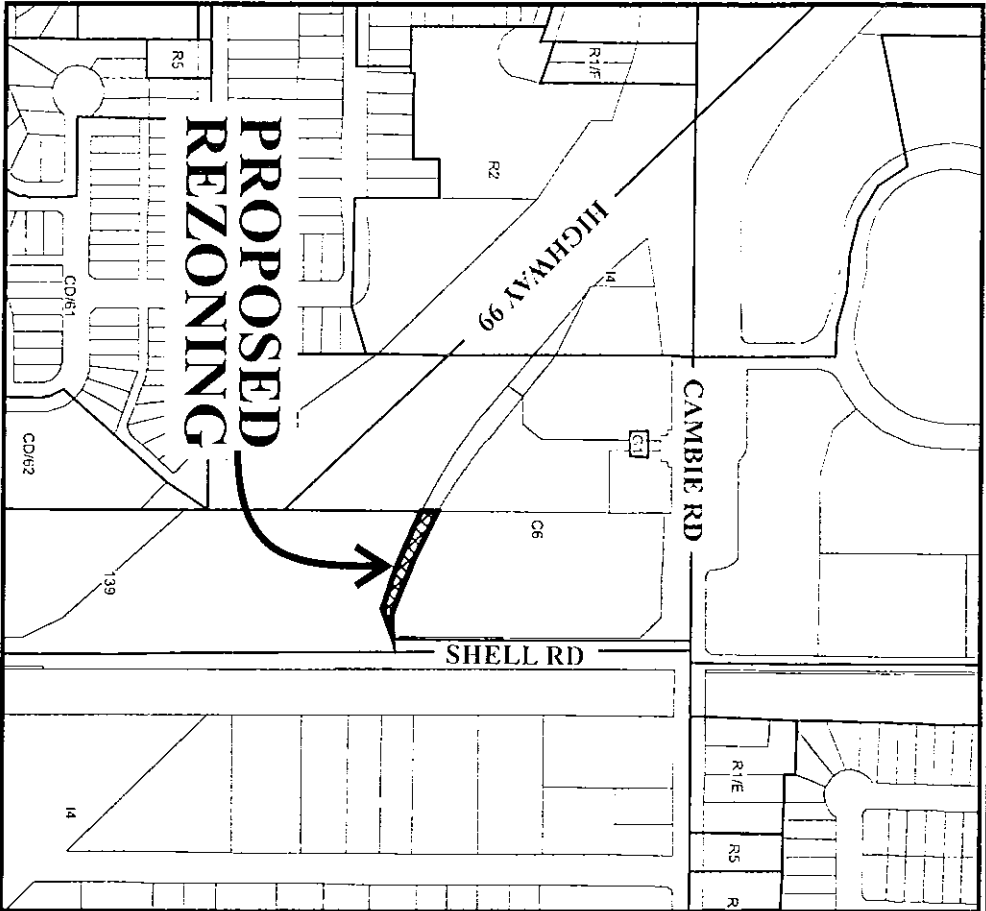 R5
R1/F
R2
HIGHWAY 99
I4
CAMBIE RD
C1
PROPOSED
REZONING
CD/61
CD/62
C6
139
SHELL RD
I4
R1/E
R5
R